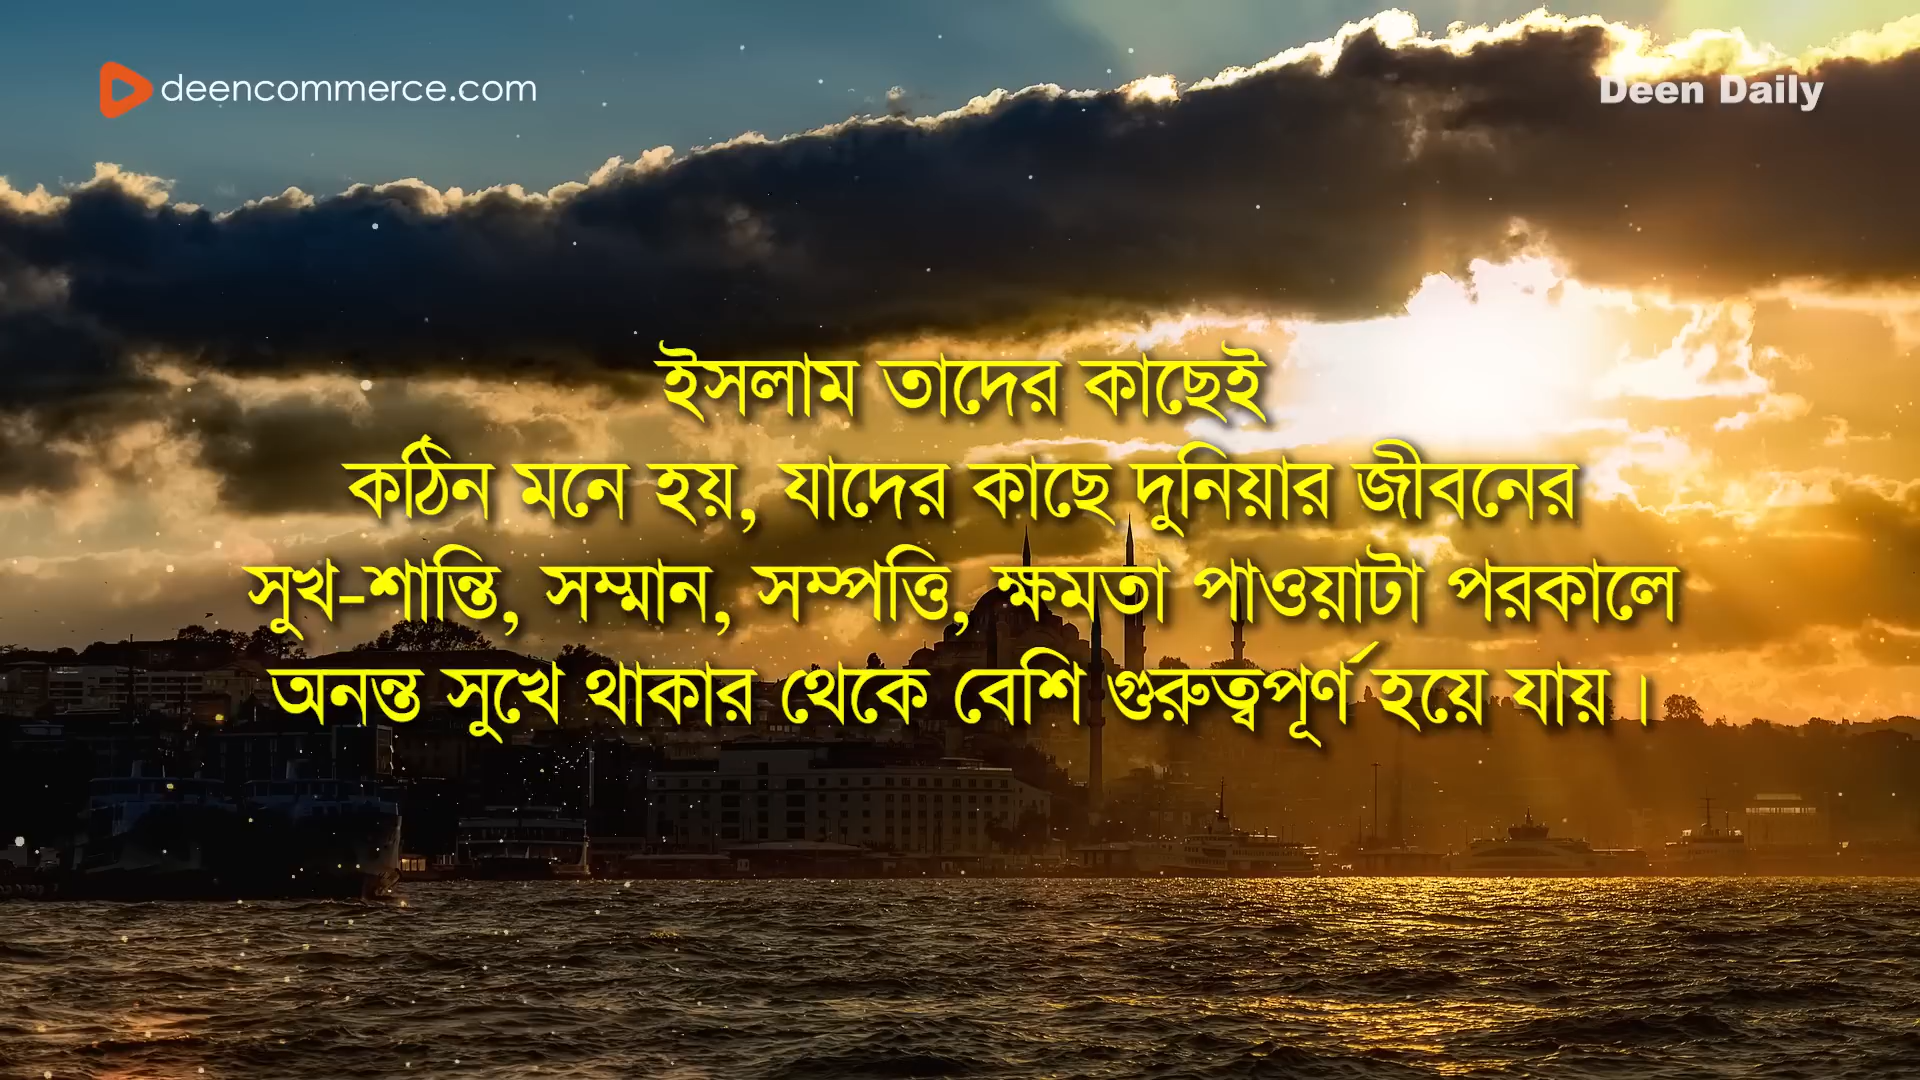 deencommerce.com
Deen Daily
ইসলাম তাদের কাছেই
কঠিন মনে হয়, যাদের কাছে দুনিয়ার জীবনের
সুখ-শান্তি, সম্মান, সম্পত্তি, ক্ষমতা পাওয়াটা পরকালে
অনন্ত সুখে থাকার থেকে বেশি গুরুত্বপূর্ণ হয়ে যায়।